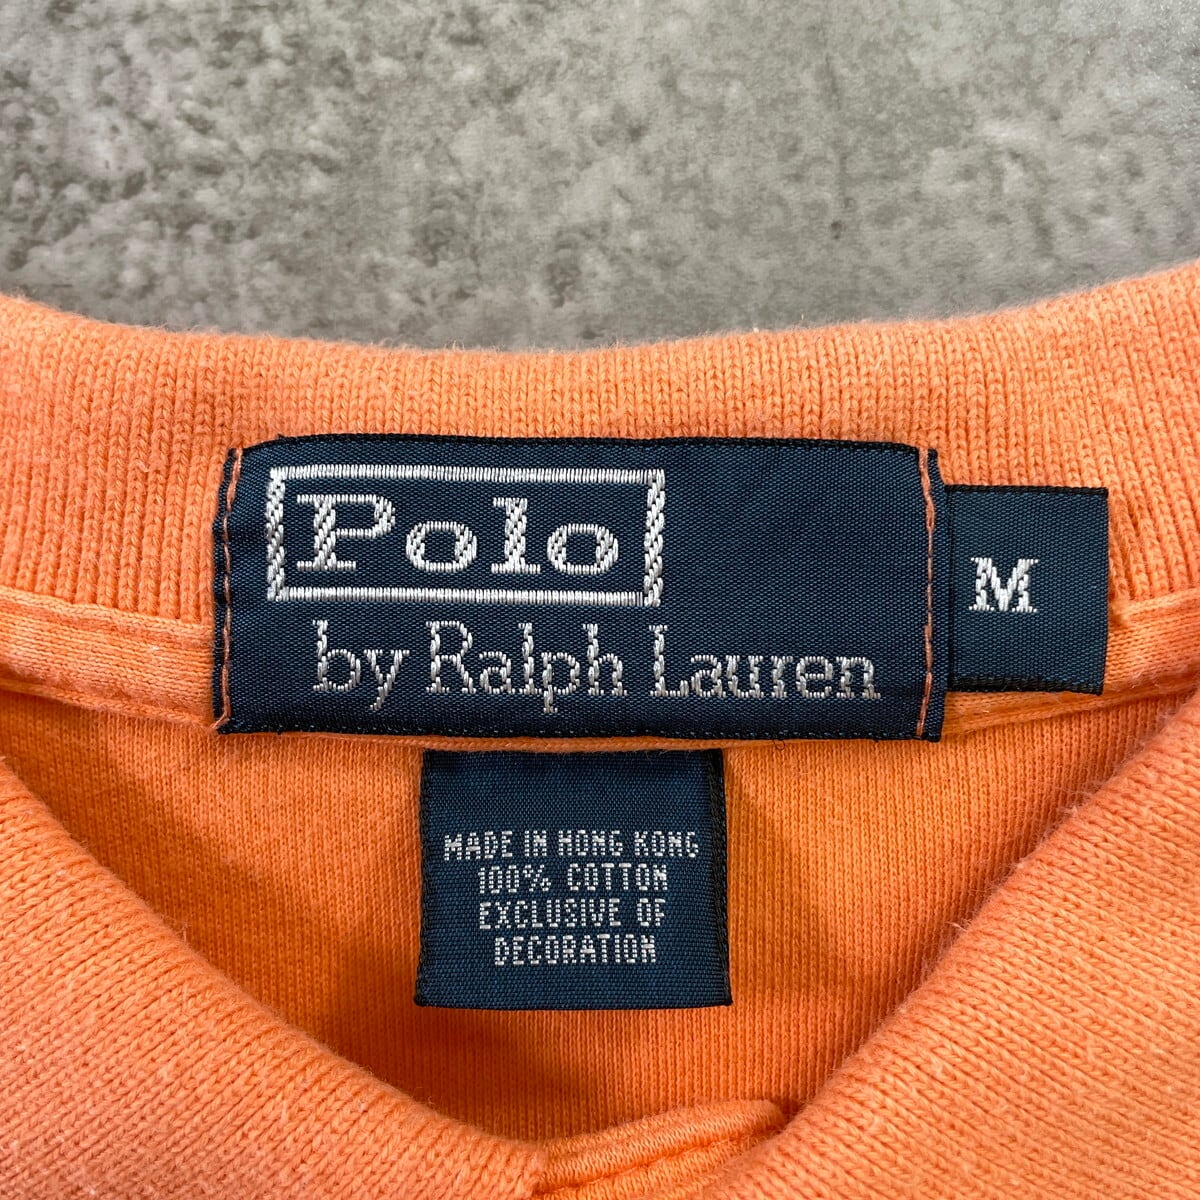 Polo
by Ralph Lauren
M
MADE IN HONG KONG
100% COTTON
EXCLUSIVE OF
DECORATION